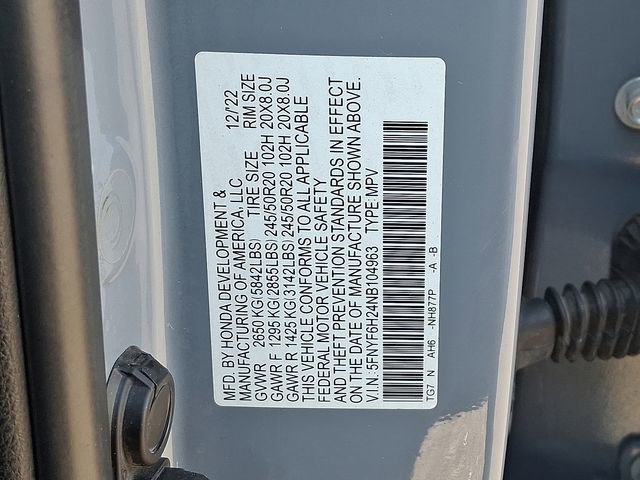 MFD. BY HONDA DEVELOPMENT &
MANUFACTURING OF AMERICA, LLC 12/'22
GVWR 2650 KG(5842LBS) TIRE SIZE RIM SIZE
GAWR F 1295 KG(2855LBS) 245/50R20 102H 20X8.0J
GAWR R 1425 KG(3142LBS) 245/50R20 102H 20X8.0J
THIS VEHICLE CONFORMS TO ALL APPLICABLE
FEDERAL MOTOR VEHICLE SAFETY
AND THEFT PREVENTION STANDARDS IN EFFECT
ON THE DATE OF MANUFACTURE SHOWN ABOVE.
V.I.N.:5FNYF6H24NB104963 TYPE:MPV
TG7 N AH6 -NH877P -A -B